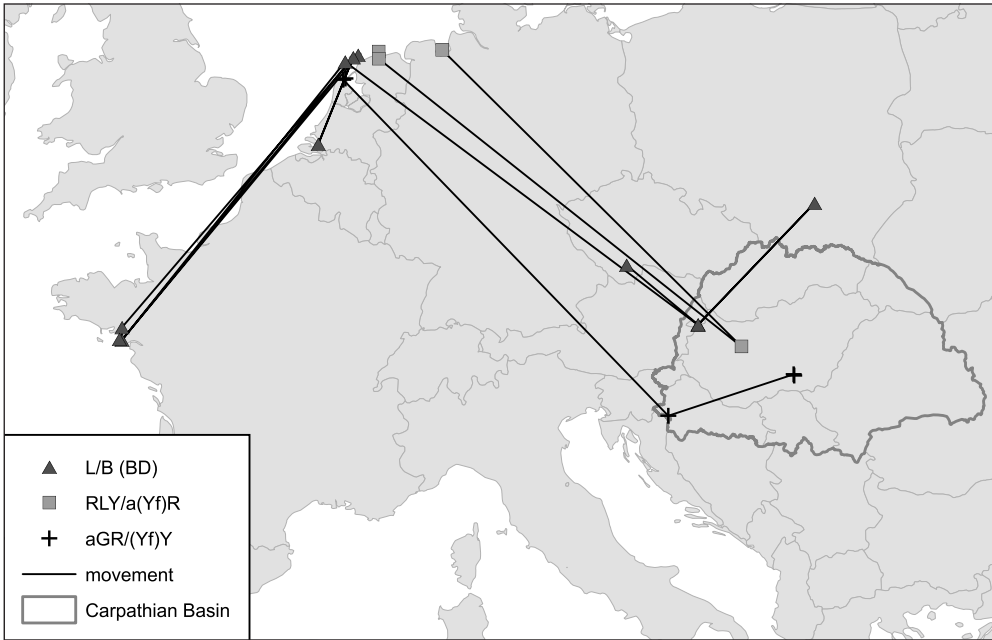 L/B (BD)
RLY/a(Yf)R
aGR/(Yf)Y
movement
Carpathian Basin